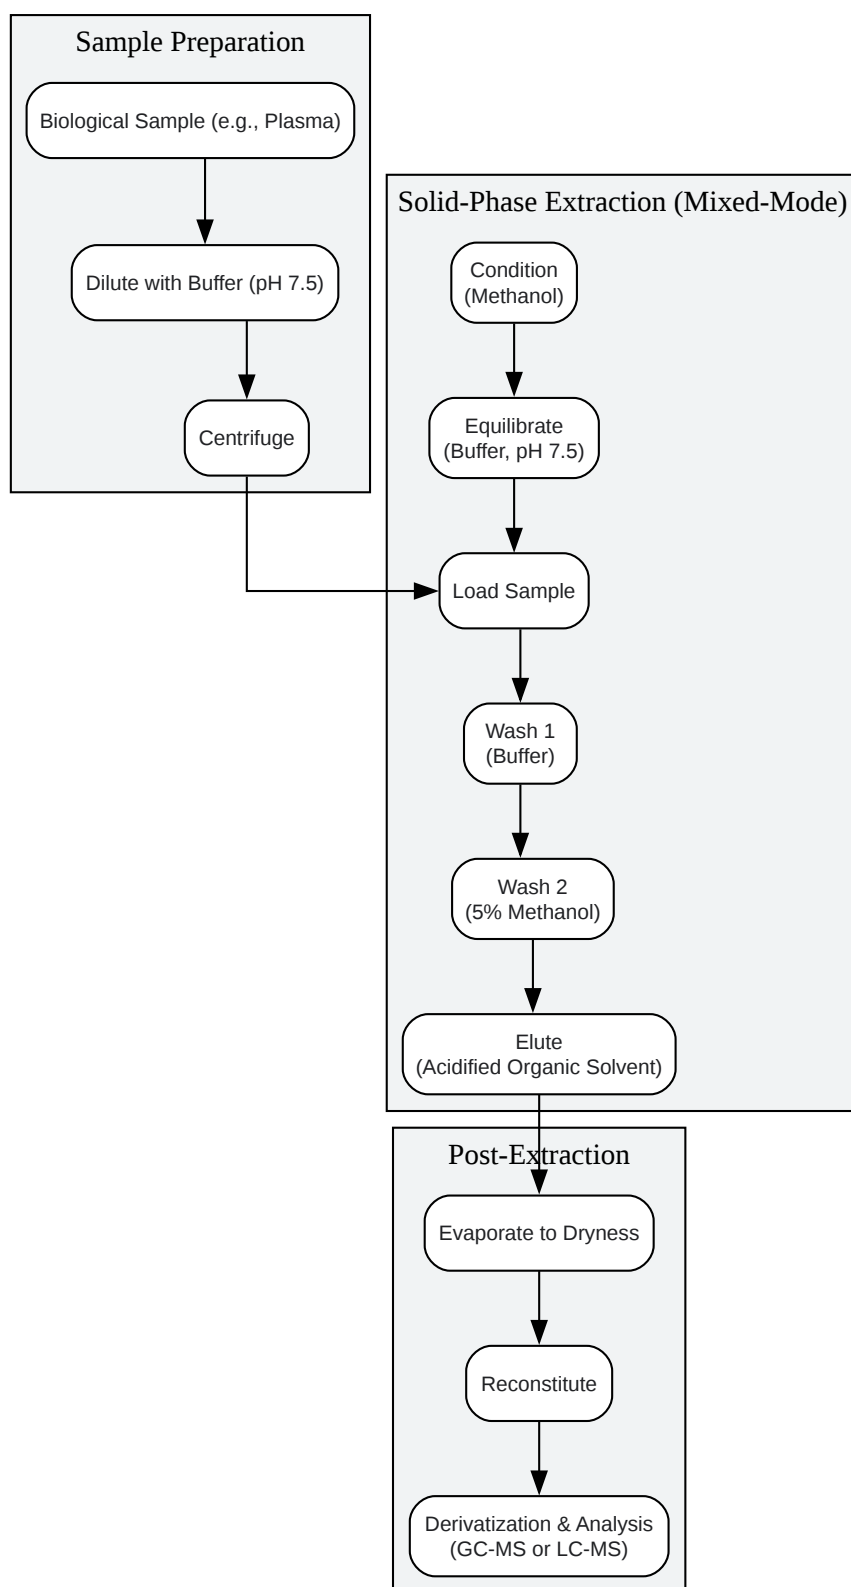 Sample Preparation
Biological Sample (e.g., Plasma)
Dilute with Buffer (pH 7.5)
Centrifuge
Solid-Phase Extraction (Mixed-Mode)
Condition
(Methanol)
Equilibrate
(Buffer, pH 7.5)
Load Sample
Wash 1
(Buffer)
Wash 2
(5% Methanol)
Elute
(Acidified Organic Solvent)
Post-Extraction
Evaporate to Dryness
Reconstitute
Derivatization & Analysis
(GC-MS or LC-MS)